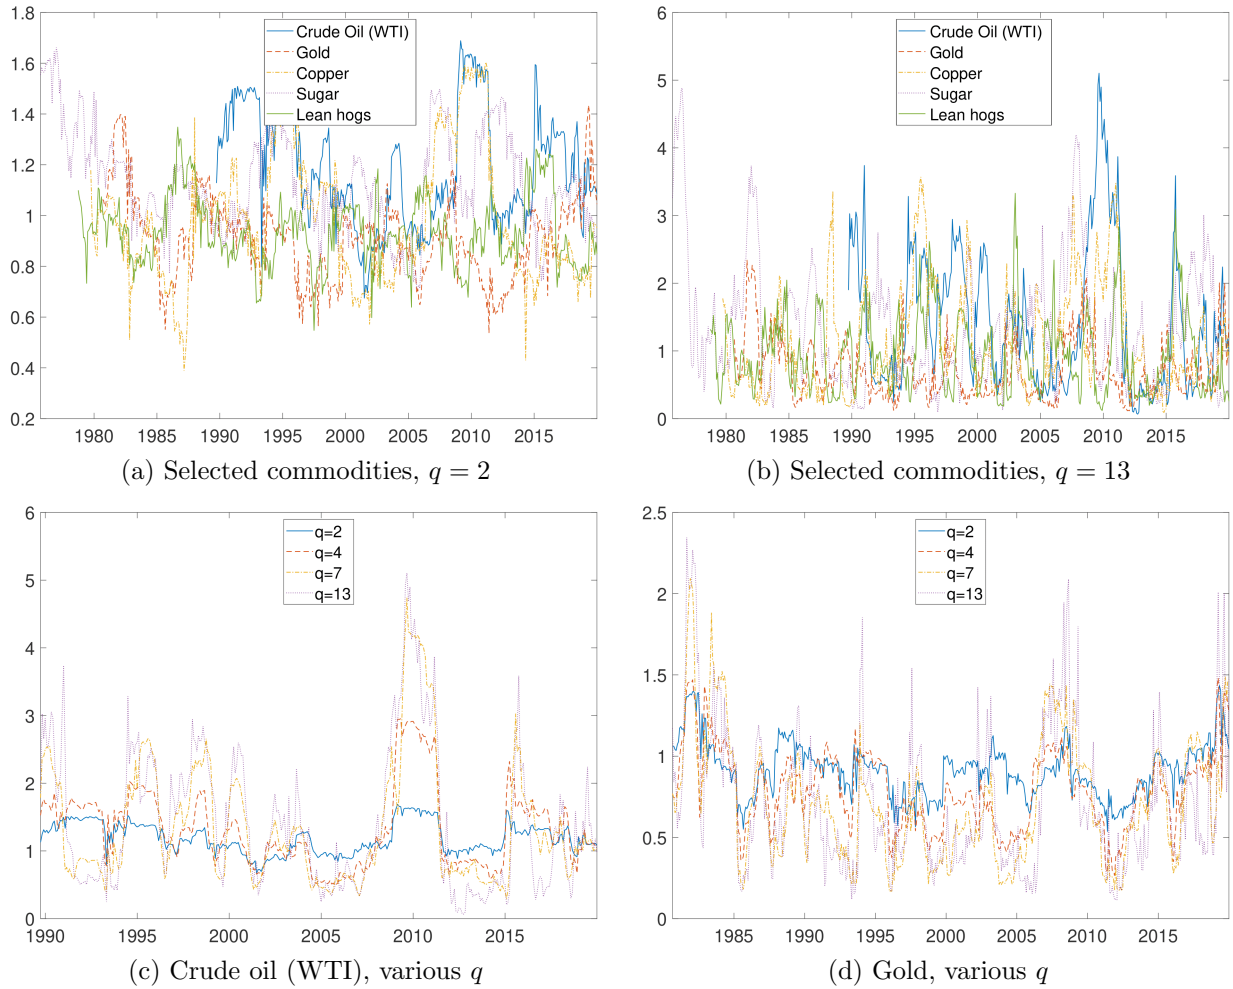 1.8
1.6
1.4
1.2
1
0.8
0.6
0.4
0.2
Crude Oil (WTI)
Gold
Copper
Sugar
Lean hogs
1980 1985 1990 1995 2000 2005 2010 2015
(a) Selected commodities, q = 2
6
5
4
3
2
1
0
Crude Oil (WTI)
Gold
Copper
Sugar
Lean hogs
1980 1985 1990 1995 2000 2005 2010 2015
(b) Selected commodities, q = 13
6
5
4
3
2
1
0
q=2
q=4
q=7
q=13
1990 1995 2000 2005 2010 2015
(c) Crude oil (WTI), various q
2.5
2
1.5
1
0.5
0
q=2
q=4
q=7
q=13
1985 1990 1995 2000 2005 2010 2015
(d) Gold, various q